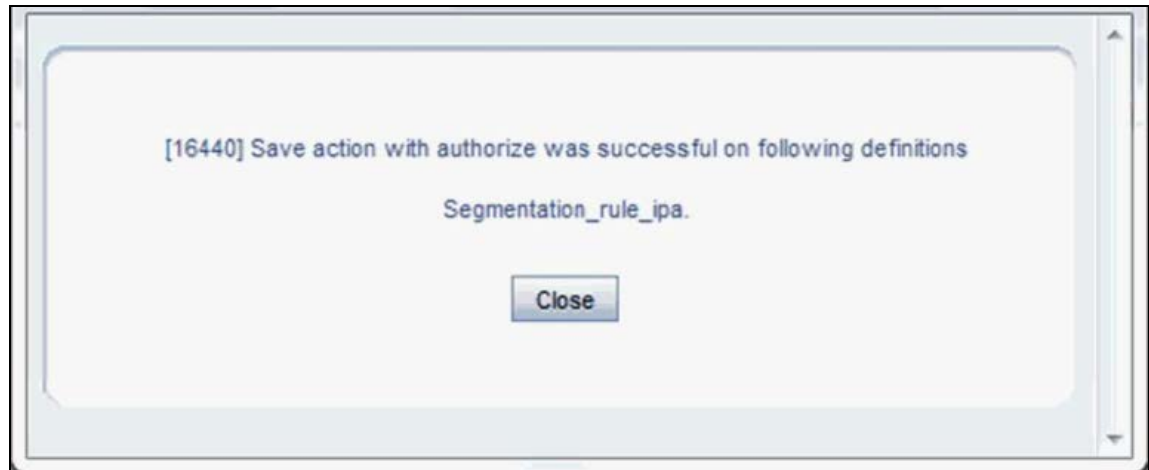 [16440] Save action with authorize was successful on following definitions
Segmentation_rule_ipa.
Close